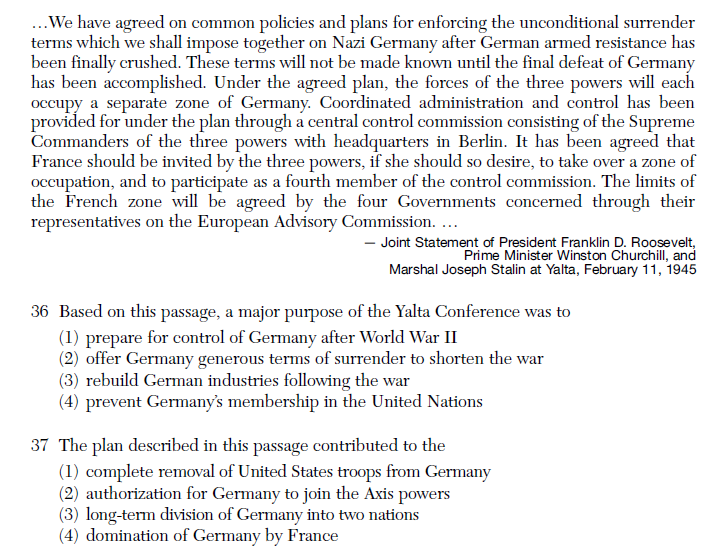 …We have agreed on common policies and plans for enforcing the unconditional surrender
terms which we shall impose together on Nazi Germany after German armed resistance has
been finally crushed. These terms will not be made known until the final defeat of Germany
has been accomplished. Under the agreed plan, the forces of the three powers will each
occupy a separate zone of Germany. Coordinated administration and control has been
provided for under the plan through a central control commission consisting of the Supreme
Commanders of the three powers with headquarters in Berlin. It has been agreed that
France should be invited by the three powers, if she should so desire, to take over a zone of
occupation, and to participate as a fourth member of the control commission. The limits of
the French zone will be agreed by the four Governments concerned through their
representatives on the European Advisory Commission. …
— Joint Statement of President Franklin D. Roosevelt,
Prime Minister Winston Churchill, and
Marshal Joseph Stalin at Yalta, February 11, 1945
36 Based on this passage, a major purpose of the Yalta Conference was to
(1) prepare for control of Germany after World War II
(2) offer Germany generous terms of surrender to shorten the war
(3) rebuild German industries following the war
(4) prevent Germany's membership in the United Nations
37 The plan described in this passage contributed to the
(1) complete removal of United States troops from Germany
(2) authorization for Germany to join the Axis powers
(3) long-term division of Germany into two nations
(4) domination of Germany by France